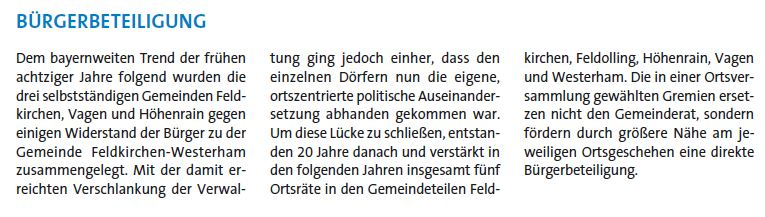 BÜRGERBETEILIGUNG
Dem bayernweiten Trend der frühen
achtziger Jahre folgend wurden die
drei selbstständigen Gemeinden Feld-
kirchen, Vagen und Höhenrain gegen
einigen Widerstand der Bürger zu der
Gemeinde Feldkirchen-Westerham
zusammengelegt. Mit der damit er-
reichten Verschlankung der Verwal-
tung ging jedoch einher, dass den
einzelnen Dörfern nun die eigene,
ortszentrierte politische Auseinander-
setzung abhanden gekommen war.
Um diese Lücke zu schließen, entstan-
den 20 Jahre danach und verstärkt in
den folgenden Jahren insgesamt fünf
Ortsräte in den Gemeindeteilen Feld-
kirchen, Feldolling, Höhenrain, Vagen
und Westerham. Die in einer Ortsver-
sammlung gewählten Gremien erset-
zen nicht den Gemeinderat, sondern
fördern durch größere Nähe am je-
weiligen Ortsgeschehen eine direkte
Bürgerbeteiligung.